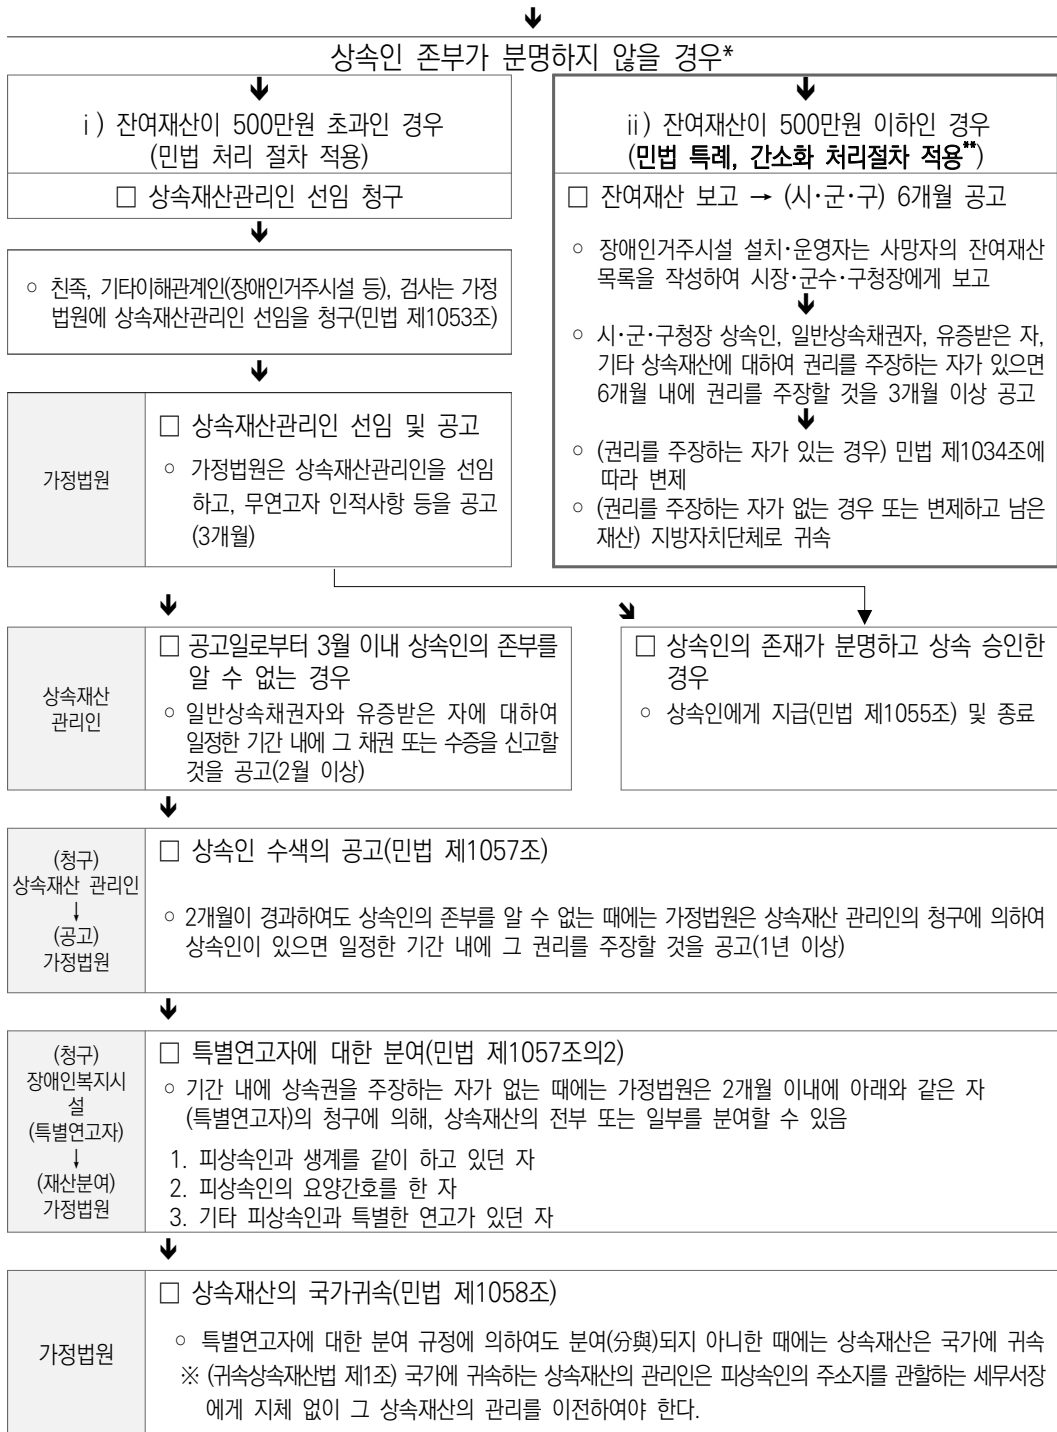 상속인 존부가 분명하지 않을 경우*
ⅰ) 잔여재산이 500만원 초과인 경우
(민법 처리 절차 적용)
□ 상속재산관리인 선임 청구
○ 친족, 기타이해관계인(장애인거주시설 등), 검사는 가정
법원에 상속재산관리인 선임을 청구(민법 제1053조)
ⅱ) 잔여재산이 500만원 이하인 경우
(민법 특례, 간소화 처리절차 적용**)
□ 잔여재산 보고 → (시·군·구) 6개월 공고
○ 장애인거주시설 설치·운영자는 사망자의 잔여재산
목록을 작성하여 시장·군수·구청장에게 보고
○ 시·군·구청장 상속인, 일반상속채권자, 유증받은 자,
기타 상속재산에 대하여 권리를 주장하는 자가 있으면
6개월 내에 권리를 주장할 것을 3개월 이상 공고
○ (권리를 주장하는 자가 있는 경우) 민법 제1034조에
따라 변제
○ (권리를 주장하는 자가 없는 경우 또는 변제하고 남은
재산) 지방자치단체로 귀속
가정법원
□ 상속재산관리인 선임 및 공고
○ 가정법원은 상속재산관리인을 선임
하고, 무연고자 인적사항 등을 공고
(3개월)
상속재산
관리인
□ 공고일로부터 3월 이내 상속인의 존부를
알 수 없는 경우
○ 일반상속채권자와 유증받은 자에 대하여
일정한 기간 내에 그 채권 또는 수증을 신고할
것을 공고(2월 이상)
□ 상속인의 존재가 분명하고 상속 승인한
경우
○ 상속인에게 지급(민법 제1055조) 및 종료
(청구)
상속재산 관리인
↓
(공고)
가정법원
□ 상속인 수색의 공고(민법 제1057조)
○ 2개월이 경과하여도 상속인의 존부를 알 수 없는 때에는 가정법원은 상속재산 관리인의 청구에 의하여
상속인이 있으면 일정한 기간 내에 그 권리를 주장할 것을 공고(1년 이상)
(청구)
장애인복지시
설
(특별연고자)
↓
(재산분여)
가정법원
□ 특별연고자에 대한 분여(민법 제1057조의2)
○ 기간 내에 상속권을 주장하는 자가 없는 때에는 가정법원은 2개월 이내에 아래와 같은 자
(특별연고자)의 청구에 의해, 상속재산의 전부 또는 일부를 분여할 수 있음
1. 피상속인과 생계를 같이 하고 있던 자
2. 피상속인의 요양간호를 한 자
3. 기타 피상속인과 특별한 연고가 있던 자
가정법원
□ 상속재산의 국가귀속(민법 제1058조)
○ 특별연고자에 대한 분여 규정에 의하여도 분여(分與)되지 아니한 때에는 상속재산은 국가에 귀속
※ (귀속상속재산법 제1조) 국가에 귀속하는 상속재산의 관리인은 피상속인의 주소지를 관할하는 세무서장
에게 지체 없이 그 상속재산의 관리를 이전하여야 한다.